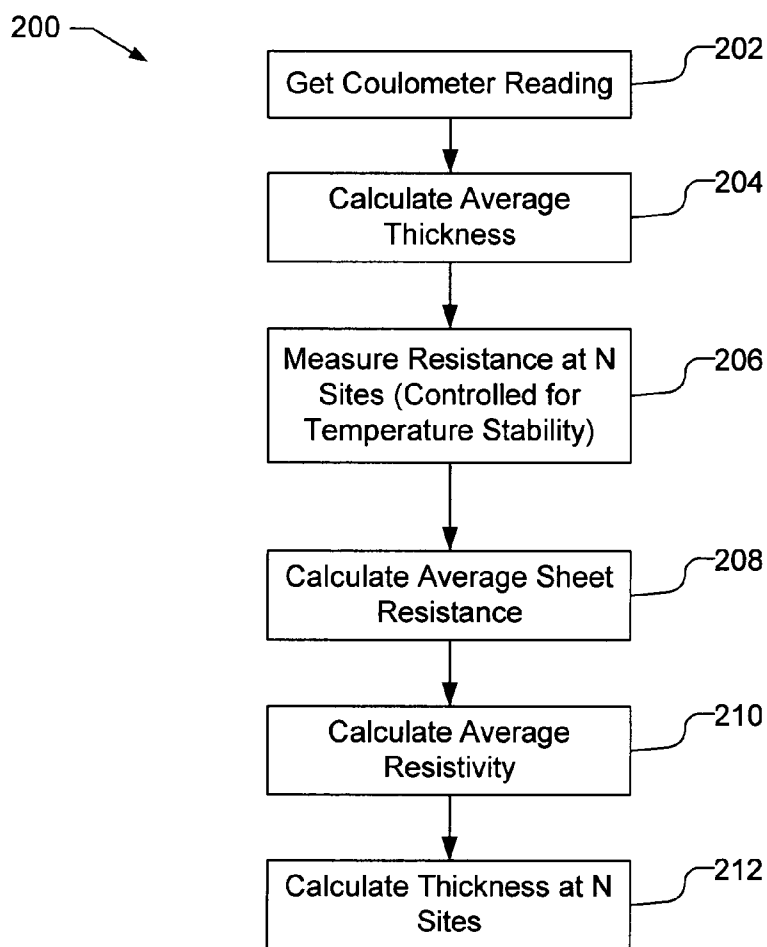 200
202
Get Coulometer Reading
204
Calculate Average
Thickness
206
Measure Resistance at N
Sites (Controlled for
Temperature Stability)
208
Calculate Average Sheet
Resistance
210
Calculate Average
Resistivity
212
Calculate Thickness at N
Sites